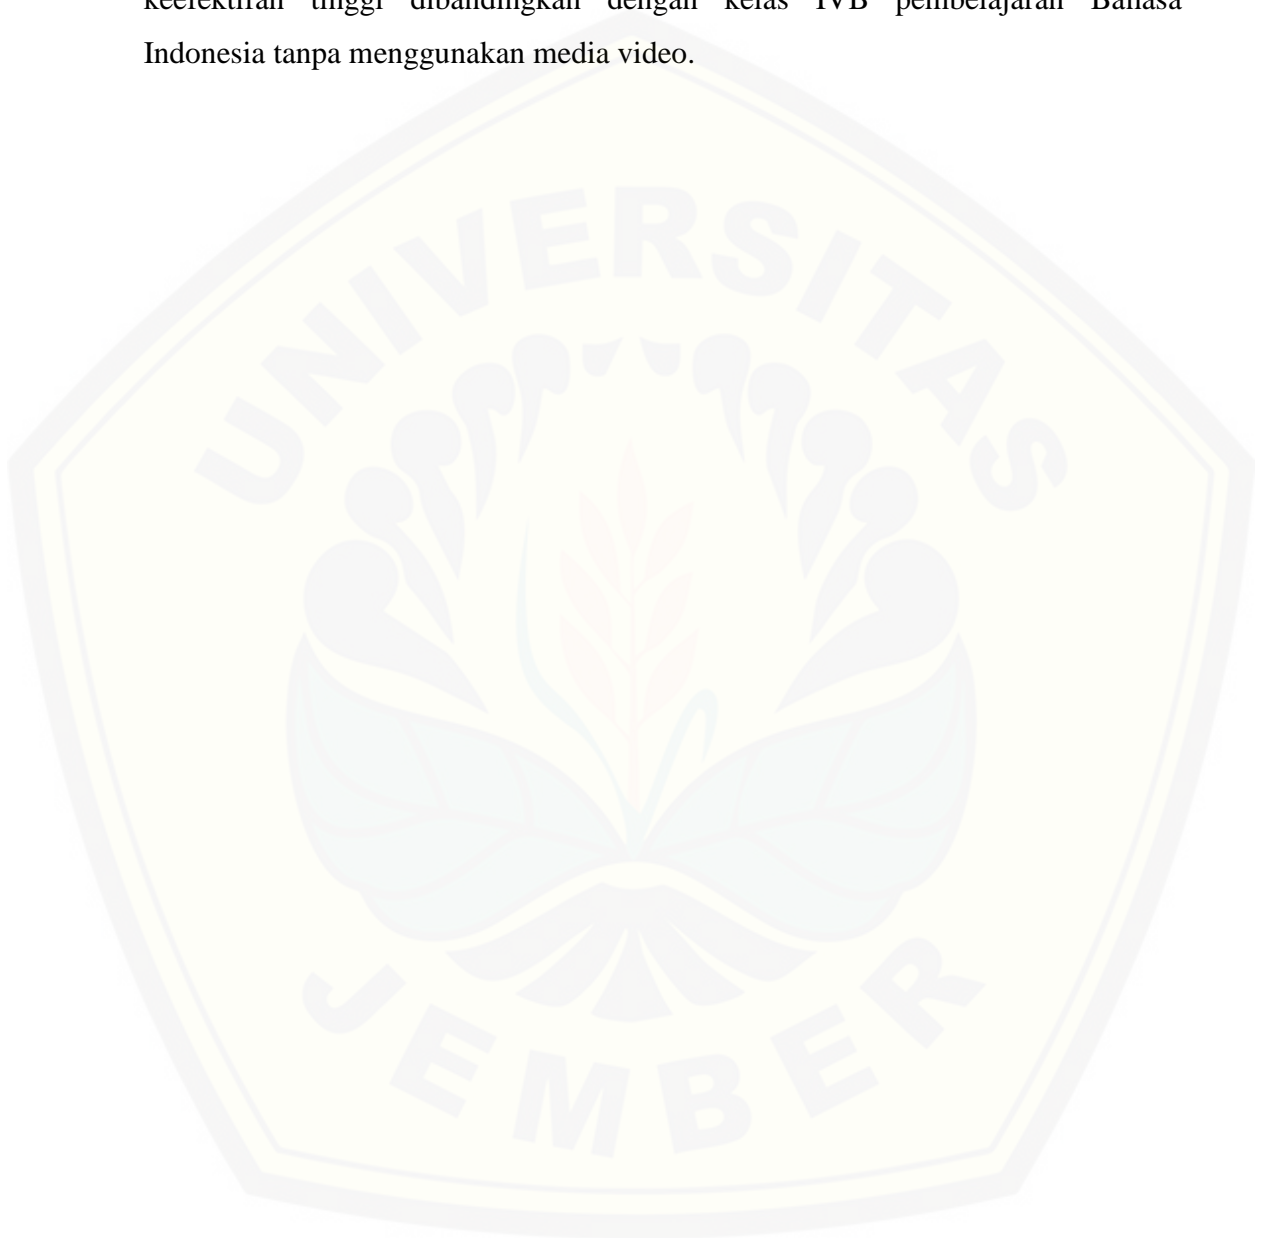 keefektifan tinggi dibandingkan dengan kelas IVB pembelajaran Bahasa
Indonesia tanpa menggunakan media video.
UNIVERSITAS
JEMBER